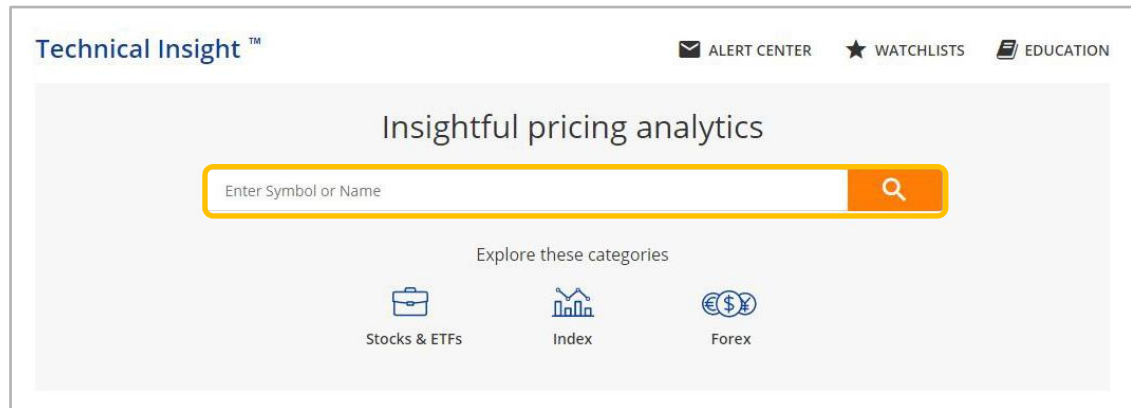 Technical Insight ™
ALERT CENTER
WATCHLISTS
EDUCATION
Insightful pricing analytics
Enter Symbol or Name
Explore these categories
€$¥
Stocks & ETFs
Index
Forex